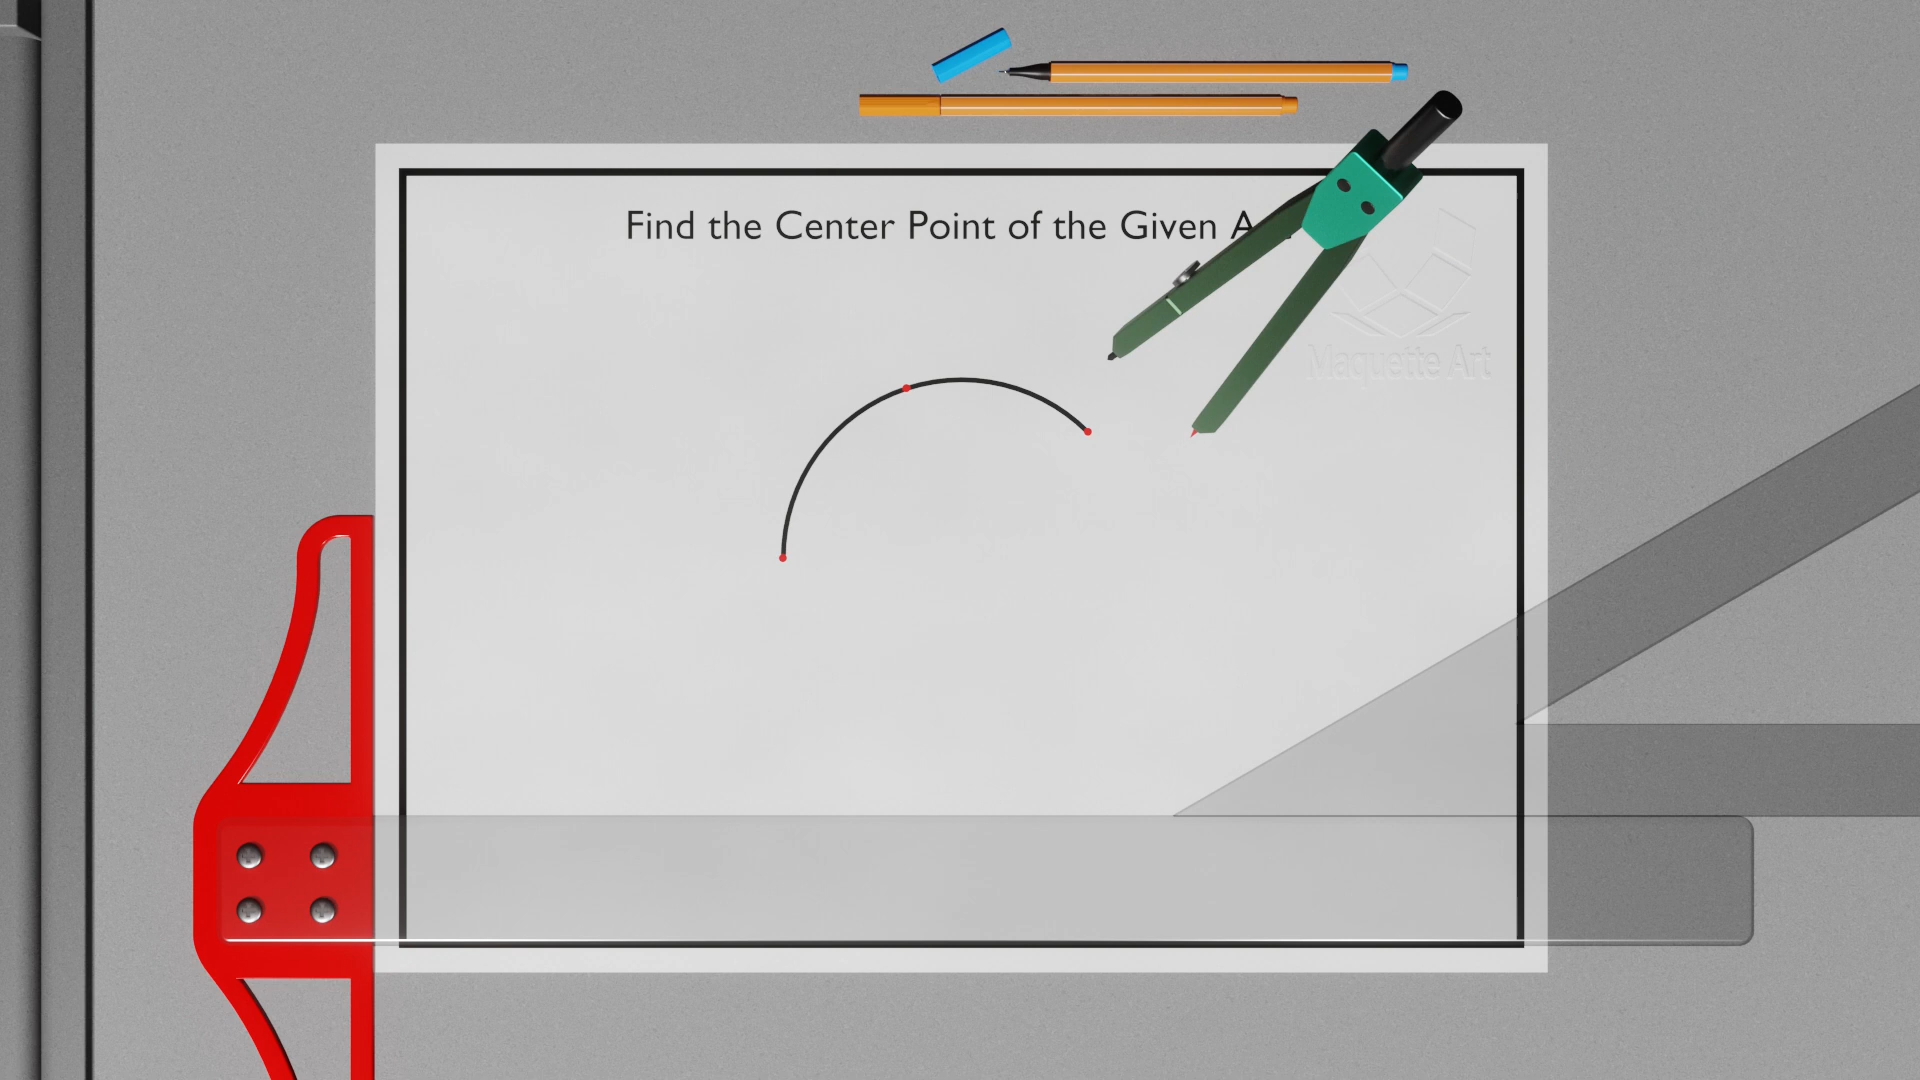 Find the Center Point of the Given A
Maquette Art